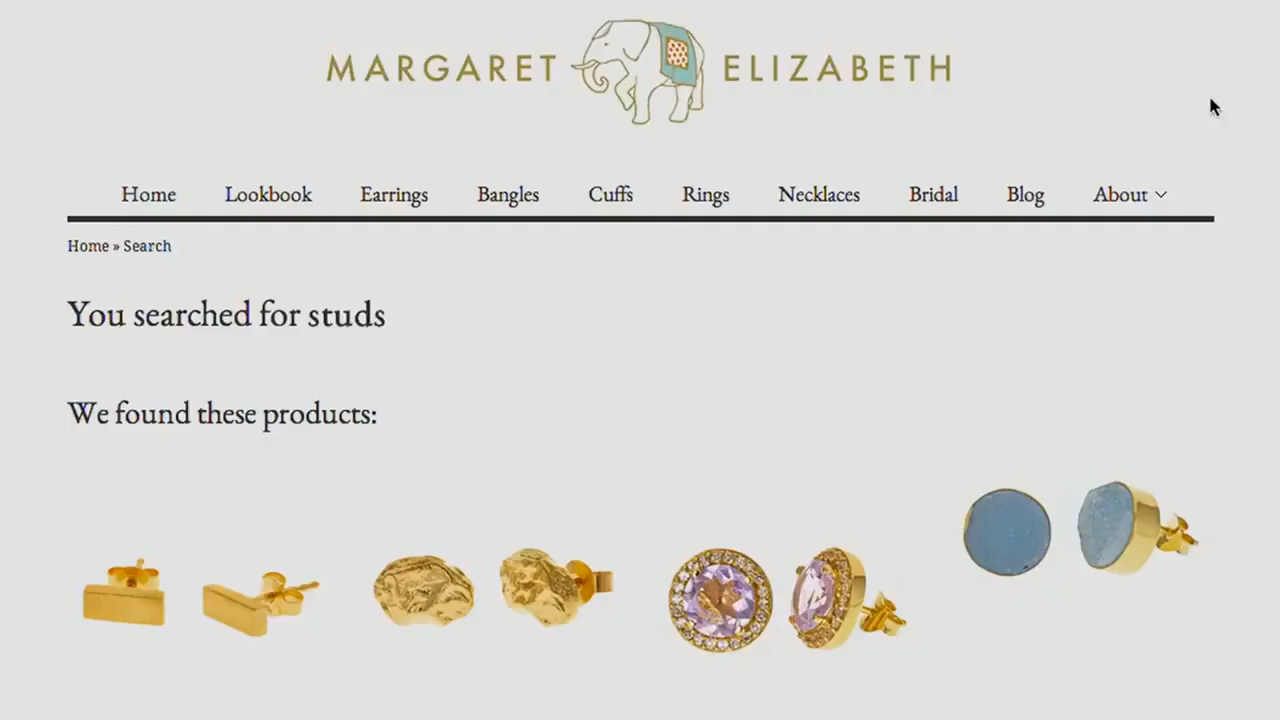 MARGARET ELIZABETH
Home Lookbook Earrings Bangles Cuffs Rings Necklaces Bridal Blog About
Home » Search
You searched for studs
We found these products: